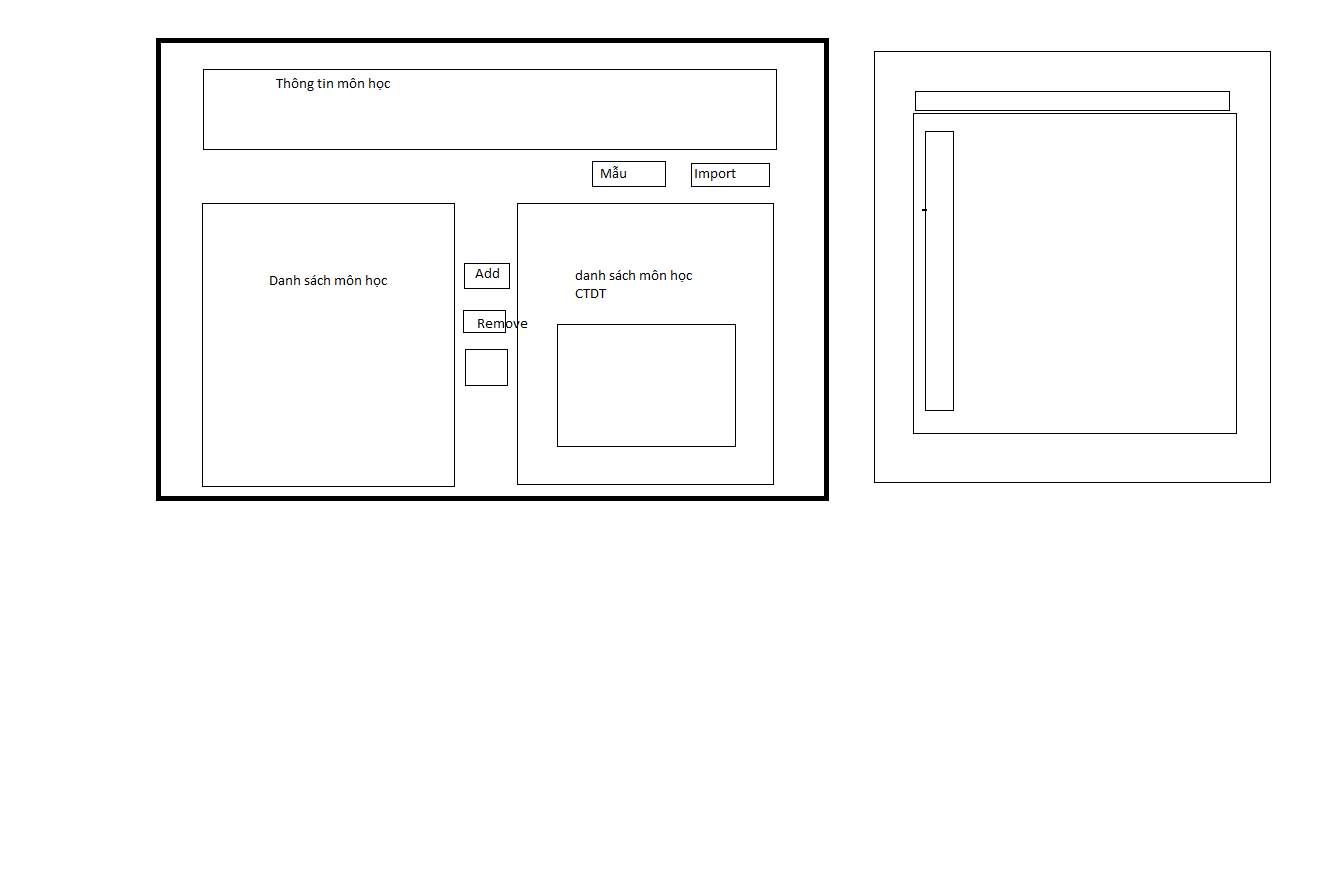 Thông tin môn học
Mẫu
Import
Danh sách môn học
Add
Remove
danh sách môn học
CTDT